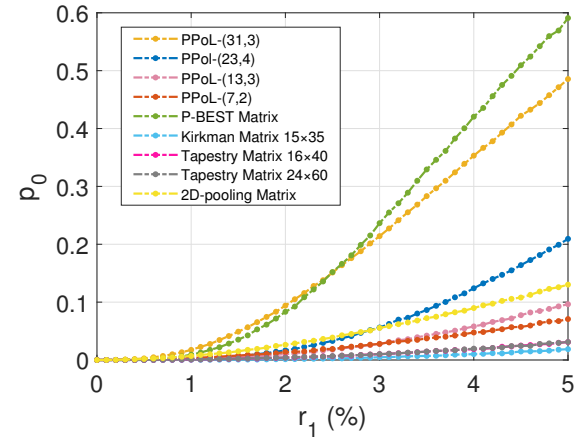 0.6
0.5
0.4
0.3
0.2
0.1
0
p0
PPoL-(31,3)
PPol-(23,4)
PPoL-(13,3)
PPoL-(7,2)
P-BEST Matrix
Kirkman Matrix 15×35
Tapestry Matrix 16×40
Tapestry Matrix 24×60
2D-pooling Matrix
0 1 2 3 4 5
r1 (%)